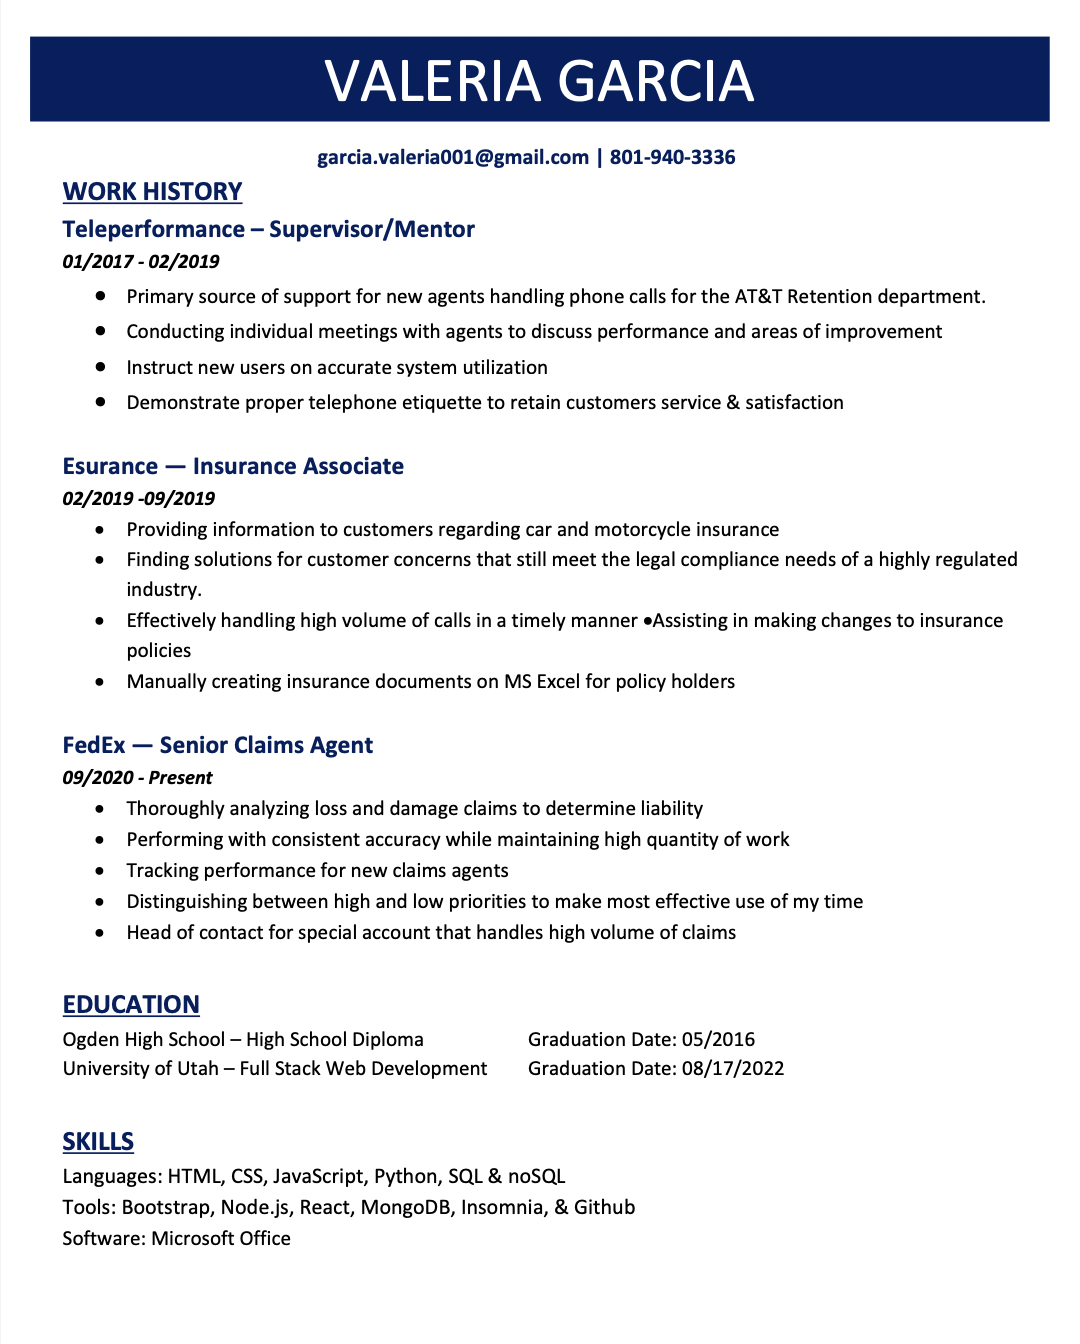 VALERIA GARCIA
garcia.valeria001@gmail.com | 801-940-3336
WORK HISTORY
Teleperformance – Supervisor/Mentor
01/2017 - 02/2019
• Primary source of support for new agents handling phone calls for the AT&T Retention department.
• Conducting individual meetings with agents to discuss performance and areas of improvement
• Instruct new users on accurate system utilization
• Demonstrate proper telephone etiquette to retain customers service & satisfaction
Esurance — Insurance Associate
02/2019 -09/2019
• Providing information to customers regarding car and motorcycle insurance
• Finding solutions for customer concerns that still meet the legal compliance needs of a highly regulated
industry.
• Effectively handling high volume of calls in a timely manner •Assisting in making changes to insurance
policies
• Manually creating insurance documents on MS Excel for policy holders
FedEx — Senior Claims Agent
09/2020 - Present
• Thoroughly analyzing loss and damage claims to determine liability
• Performing with consistent accuracy while maintaining high quantity of work
• Tracking performance for new claims agents
• Distinguishing between high and low priorities to make most effective use of my time
• Head of contact for special account that handles high volume of claims
EDUCATION
Ogden High School – High School Diploma Graduation Date: 05/2016
University of Utah – Full Stack Web Development Graduation Date: 08/17/2022
SKILLS
Languages: HTML, CSS, JavaScript, Python, SQL & noSQL
Tools: Bootstrap, Node.js, React, MongoDB, Insomnia, & Github
Software: Microsoft Office